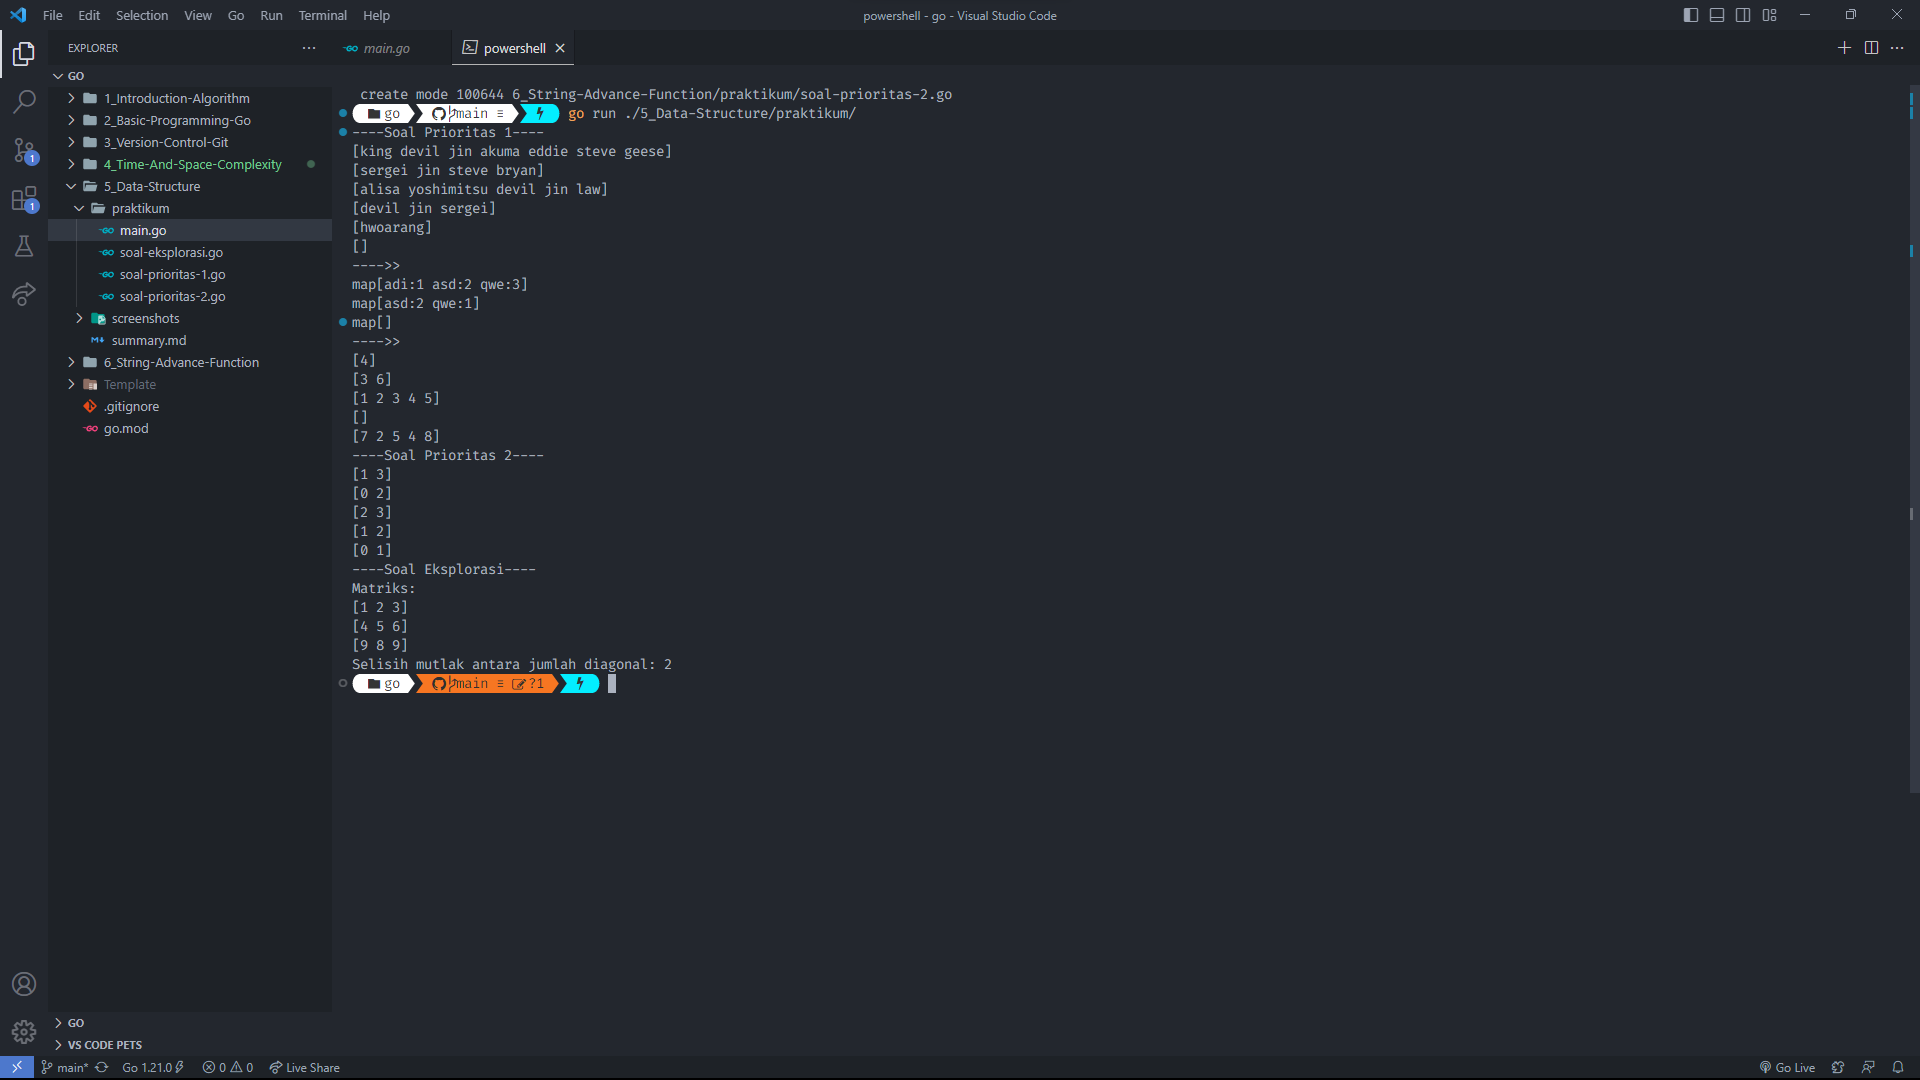 File Edit Selection View Go Run Terminal Help
powershell - go - Visual Studio Code
EXPLORER
main.go
powershell
GO
1_Introduction-Algorithm
2_Basic-Programming-Go
3_Version-Control-Git
4_Time-And-Space-Complexity
5_Data-Structure
praktikum
main.go
soal-eksplorasi.go
soal-prioritas-1.go
soal-prioritas-2.go
screenshots
summary.md
6_String-Advance-Function
Template
.gitignore
go.mod
1
1
create mode 100644 6_String-Advance-Function/praktikum/soal-prioritas-2.go
go main ≡ go run ./5_Data-Structure/praktikum/
----Soal Prioritas 1----
[king devil jin akuma eddie steve geese]
[sergei jin steve bryan]
[alisa yoshimitsu devil jin law]
[devil jin sergei]
[hwoarang]
[]
---->>
map[adi:1 asd:2 qwe:3]
map[asd:2 qwe:1]
map[]
---->>
[4]
[3 6]
[1 2 3 4 5]
[]
[7 2 5 4 8]
----Soal Prioritas 2----
[1 3]
[0 2]
[2 3]
[1 2]
[0 1]
----Soal Eksplorasi----
Matriks:
[1 2 3]
[4 5 6]
[9 8 9]
Selisih mutlak antara jumlah diagonal: 2
go main ≡ ?1
GO
VS CODE PETS
main* Go 1.21.0 0 0 Live Share
Go Live